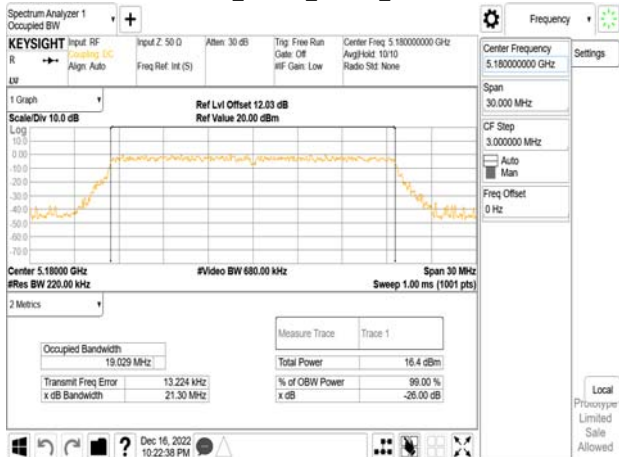 Spectrum Analyzer 1
Occupied BW
Frequency
KEYSIGHT
R
Input: RF
Coupling: DC
Align: Auto
Input Z: 50 Ω
Freq Ref: Int (S)
Atten: 30 dB
Trig: Free Run
Gate: Off
#IF Gain: Low
Center Freq: 5.180000000 GHz
Avg|Hold: 10/10
Radio Std: None
1 Graph
Scale/Div 10.0 dB
Ref Lvl Offset 12.03 dB
Ref Value 20.00 dBm
Log
10.0
0.00
-10.0
-20.0
-30.0
-40.0
-50.0
-60.0
-70.0
Center 5.18000 GHz
#Res BW 220.00 kHz
#Video BW 680.00 kHz
Span 30 MHz
Sweep 1.00 ms (1001 pts)
2 Metrics
Measure Trace
Trace 1
Occupied Bandwidth
19.029 MHz
Total Power
16.4 dBm
Transmit Freq Error
13.224 kHz
% of OBW Power
99.00 %
x dB Bandwidth
21.30 MHz
x dB
-26.00 dB
Dec 16, 2022
10:22:38 PM
Center Frequency
5.180000000 GHz
Settings
Span
30.000 MHz
CF Step
3.000000 MHz
Auto
Man
Freq Offset
0 Hz
Local
Prototype
Limited
Sale
Allowed